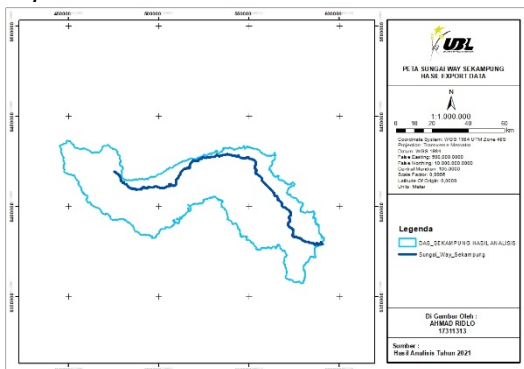 UBL
PETA SUNGAI WAY SEKAMPUNG
HASIL EXPORT DATA
N
1:1.000.000
0 10 20 40 60
Km
Coordinate System: WGS 1984 UTM Zone 48S
Projection: Transverse Mercator
Datum: WGS 1984
False Easting: 500.000,0000
False Northing: 10.000.000,0000
Central Meridian: 105,0000
Scale Factor: 0,9996
Latitude Of Origin: 0,0000
Units: Meter
Legenda
DAS_SEKAMPUNG HASIL ANALISIS
Sungai_Way_Sekampung
Di Gambar Oleh :
AHMAD RIDLO
17311313
Sumber :
Hasil Analisis Tahun 2021